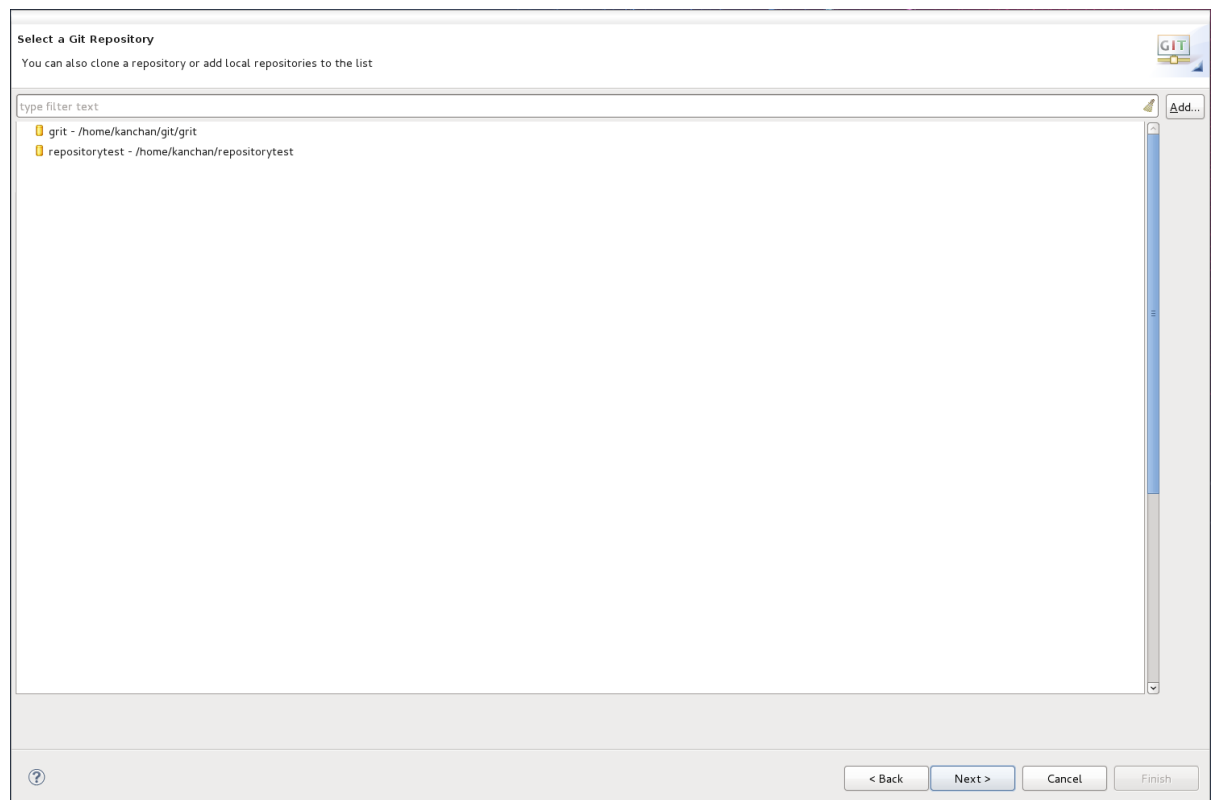 Select a Git Repository
You can also clone a repository or add local repositories to the list
GIT
type filter text
Add...
grit - /home/kanchan/git/grit
repositorytest - /home/kanchan/repositorytest
?
< Back
Next >
Cancel
Finish